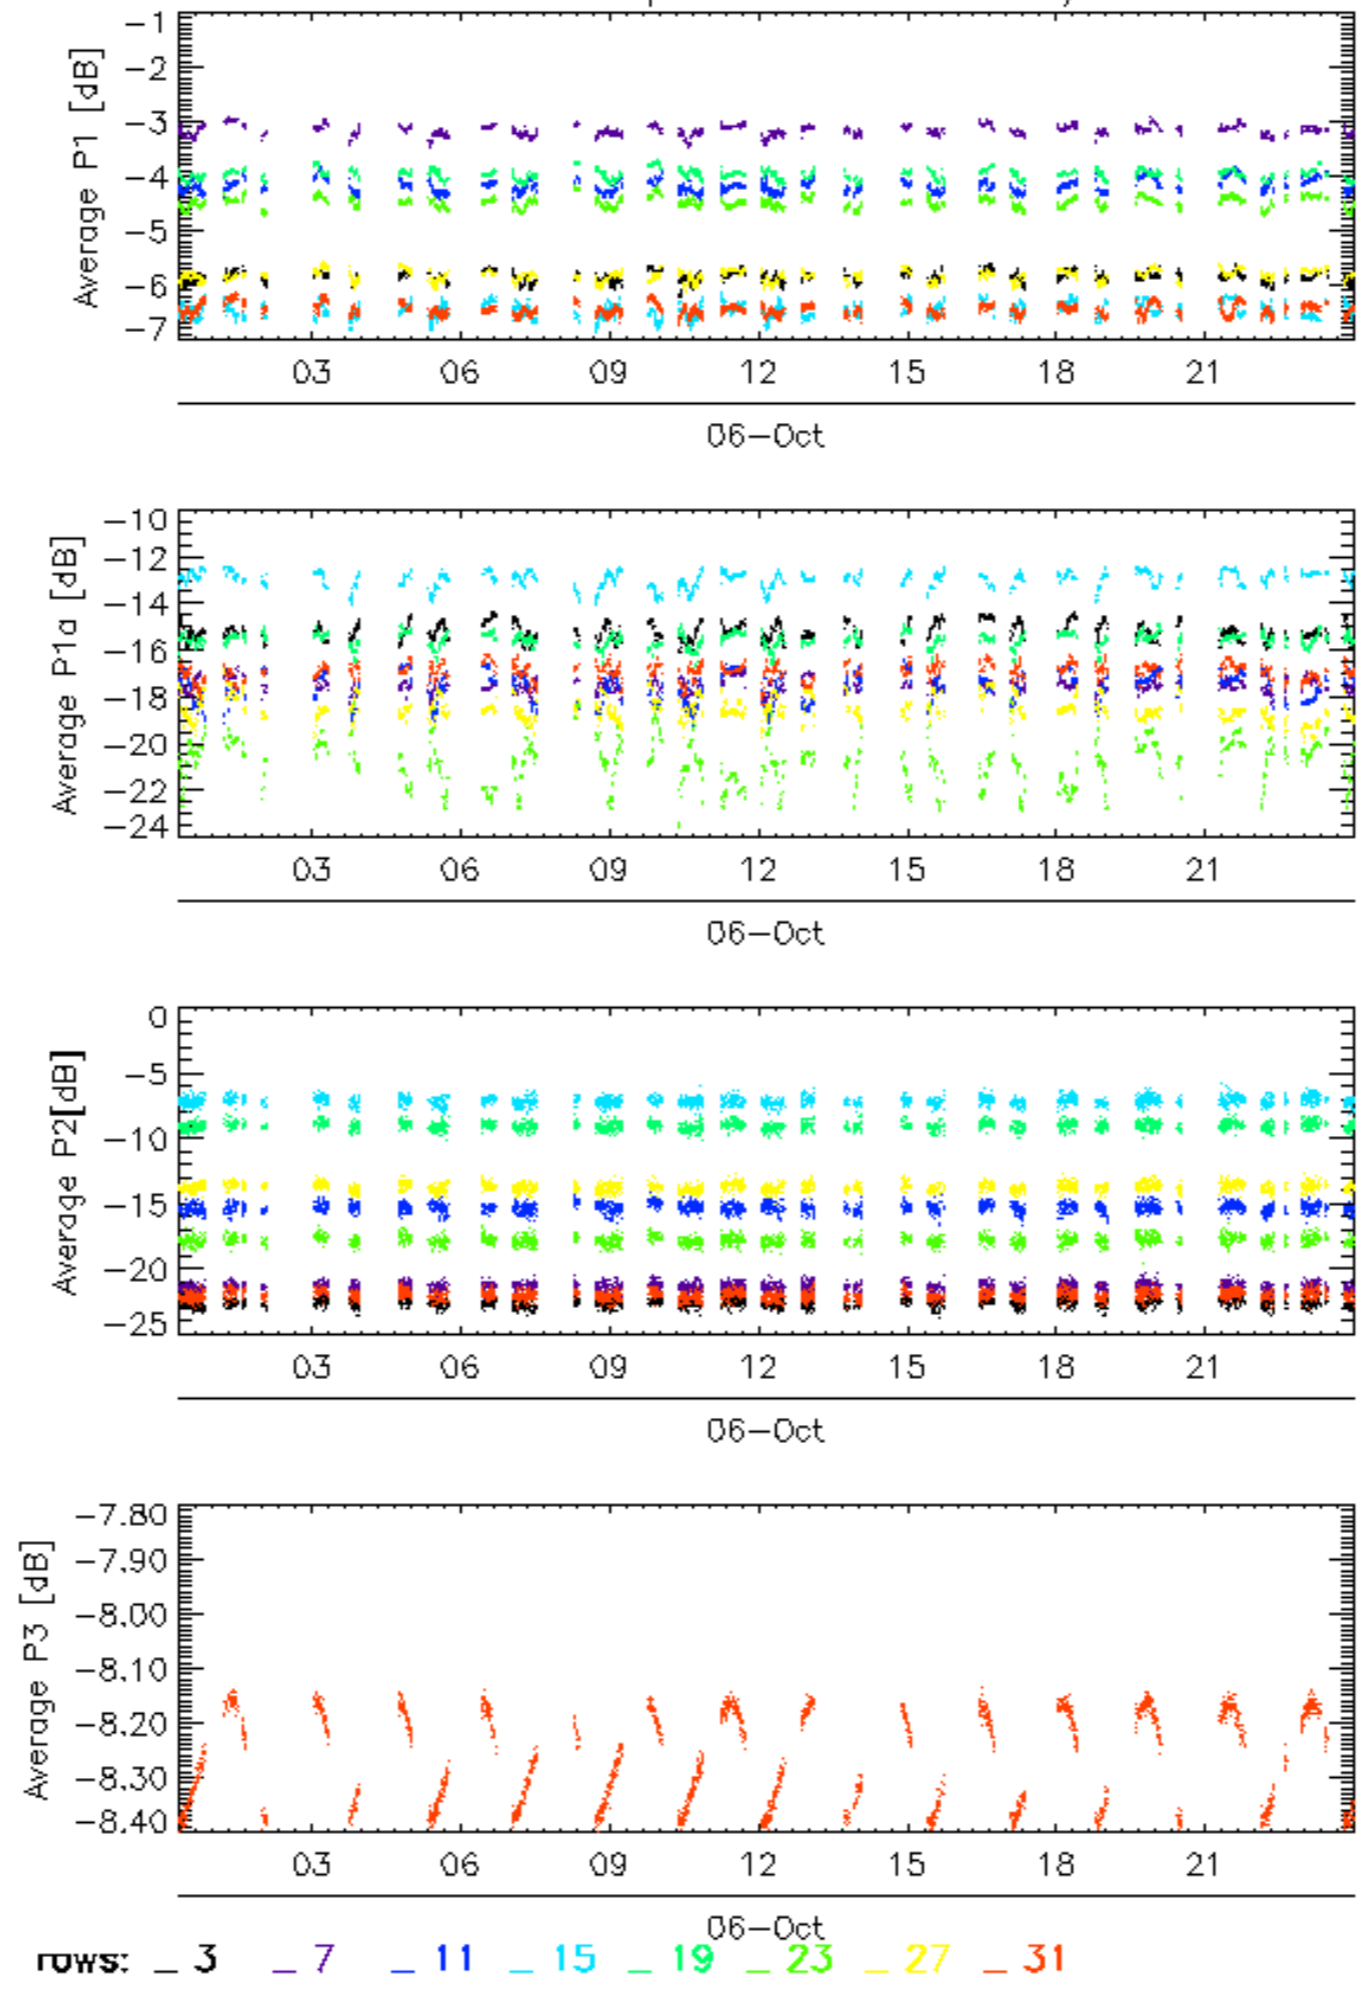 Average P1 [dB]
-1
-2
-3
-4
-5
-6
-7
03 06 09 12 15 18 21
06-Oct
Average P1a [dB]
-10
-12
-14
-16
-18
-20
-22
-24
03 06 09 12 15 18 21
06-Oct
Average P2[dB]
0
-5
-10
-15
-20
-25
03 06 09 12 15 18 21
06-Oct
Average P3 [dB]
-7.80
-7.90
-8.00
-8.10
-8.20
-8.30
-8.40
03 06 09 12 15 18 21
06-Oct
rows: _ 3 _ 7 _ 11 _ 15 _ 19 _ 23 _ 27 _ 31